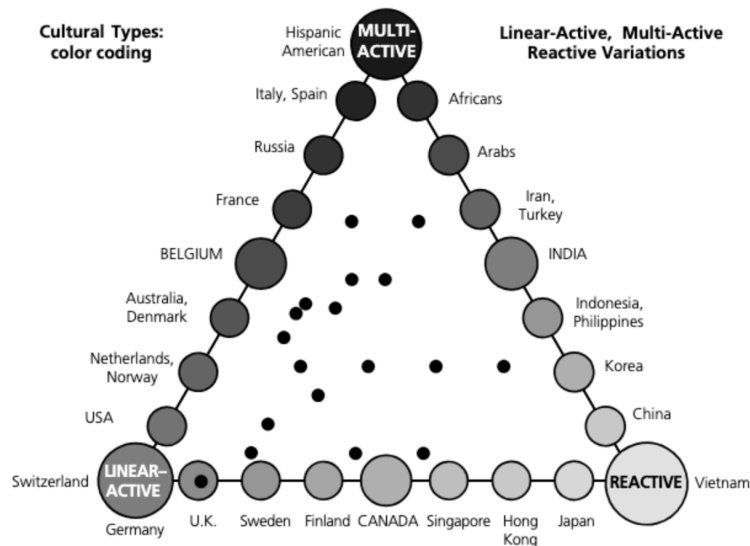 Cultural Types:
color coding
Linear-Active, Multi-Active
Reactive Variations
Hispanic
American
MULTI-
ACTIVE
Italy, Spain
Africans
Russia
Arabs
France
Iran,
Turkey
BELGIUM
INDIA
Australia,
Denmark
Indonesia,
Philippines
Netherlands,
Norway
Korea
USA
China
Switzerland
LINEAR–
ACTIVE
REACTIVE
Vietnam
Germany
U.K.
Sweden
Finland
CANADA
Singapore
Hong
Kong
Japan